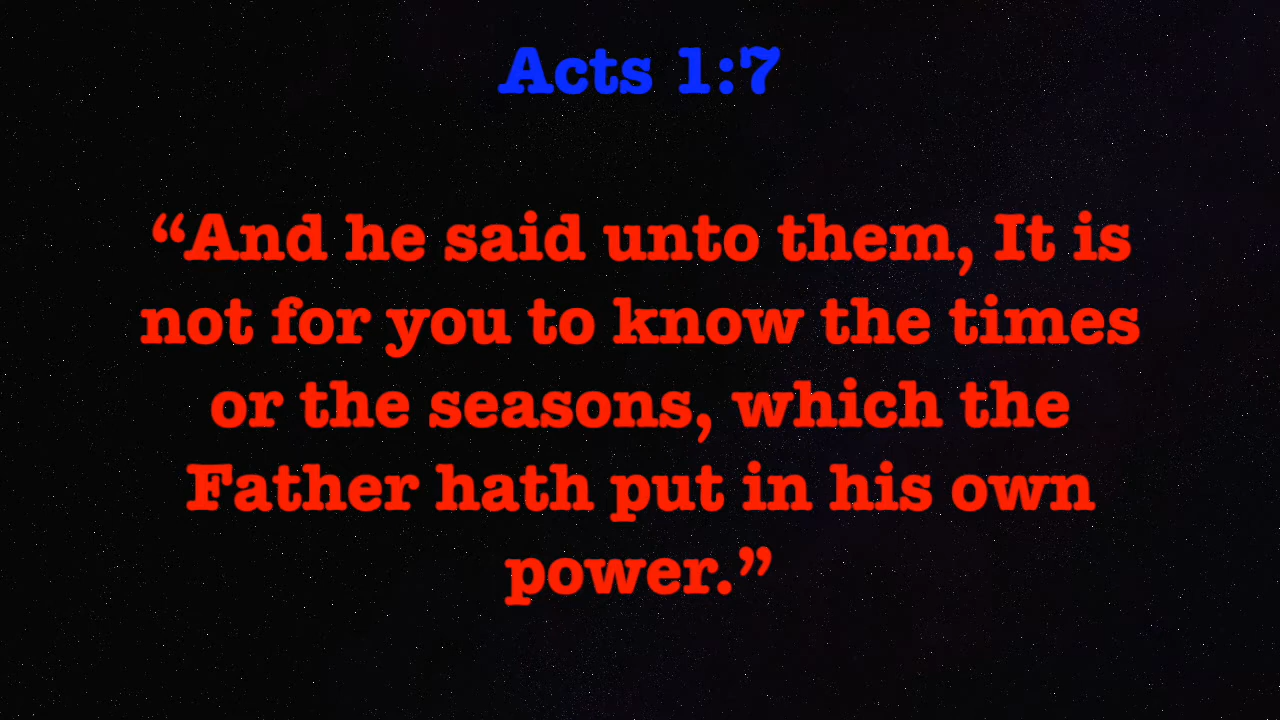 Acts 1:7
“And he said unto them, It is
not for you to know the times
or the seasons, which the
Father hath put in his own
power.”